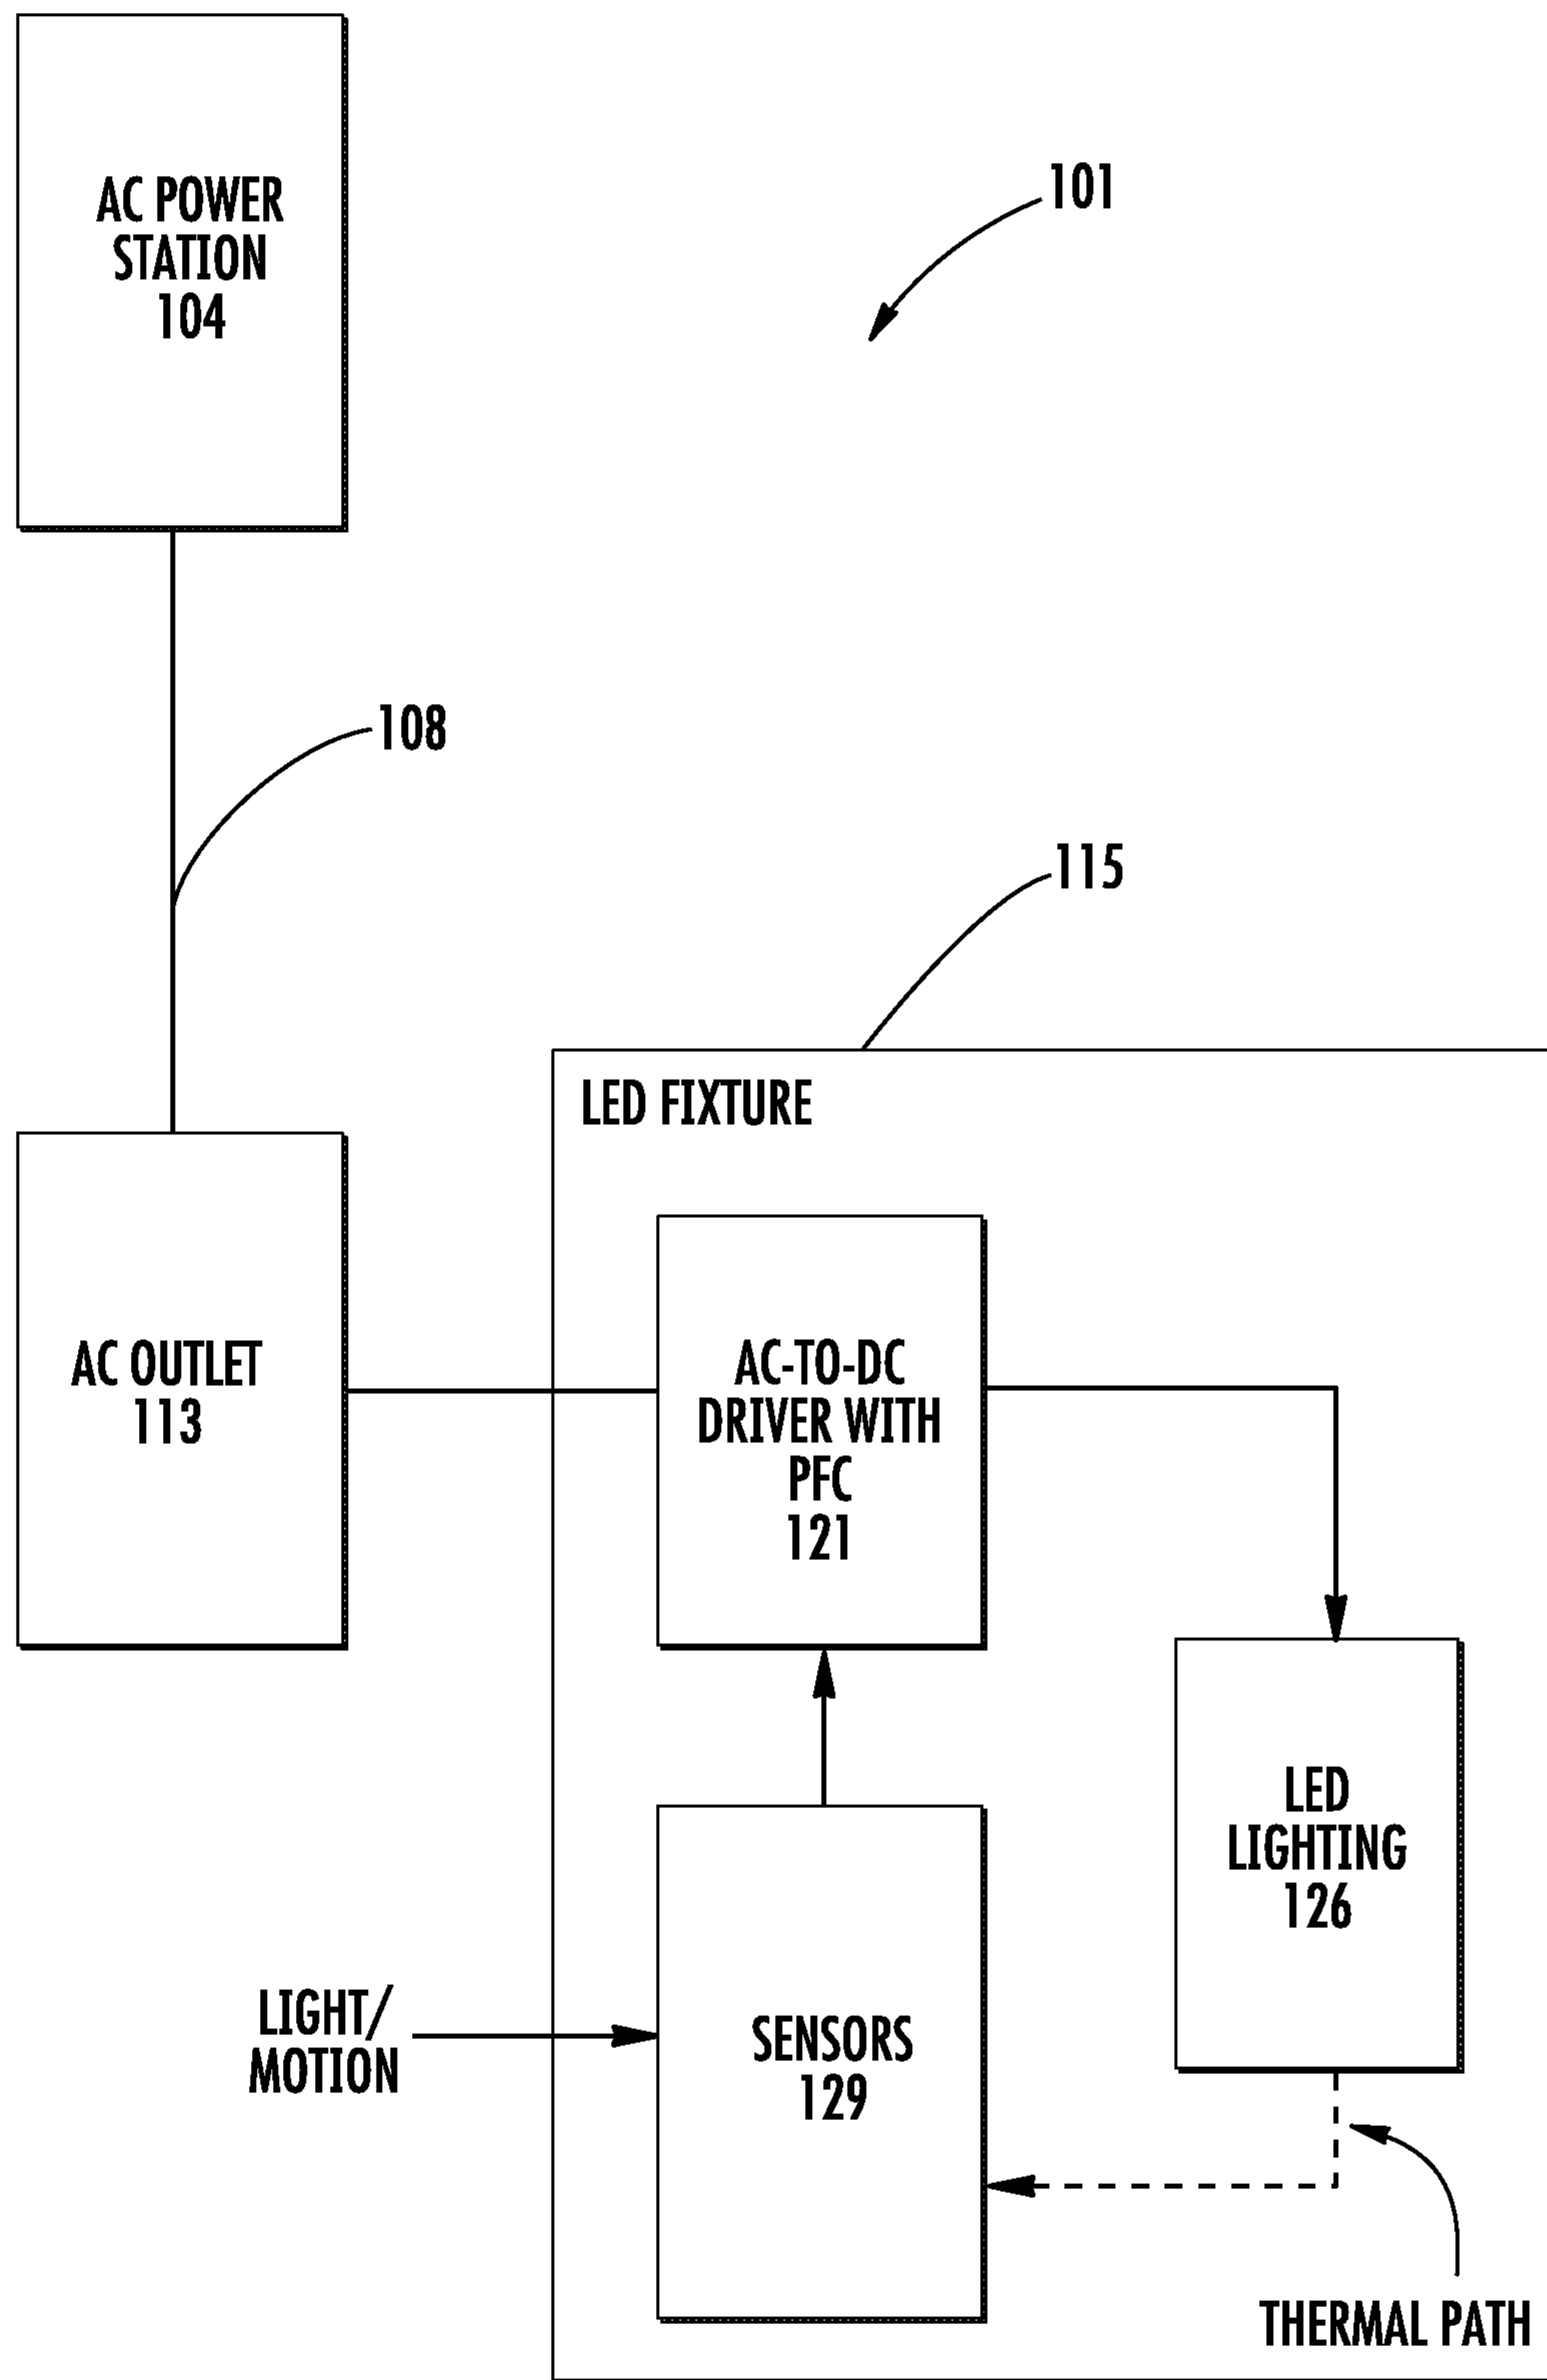 AC POWER
STATION
104
101
108
115
LED FIXTURE
AC OUTLET
113
AC-TO-DC
DRIVER WITH
PFC
121
LED
LIGHTING
126
LIGHT/
MOTION
SENSORS
129
THERMAL PATH